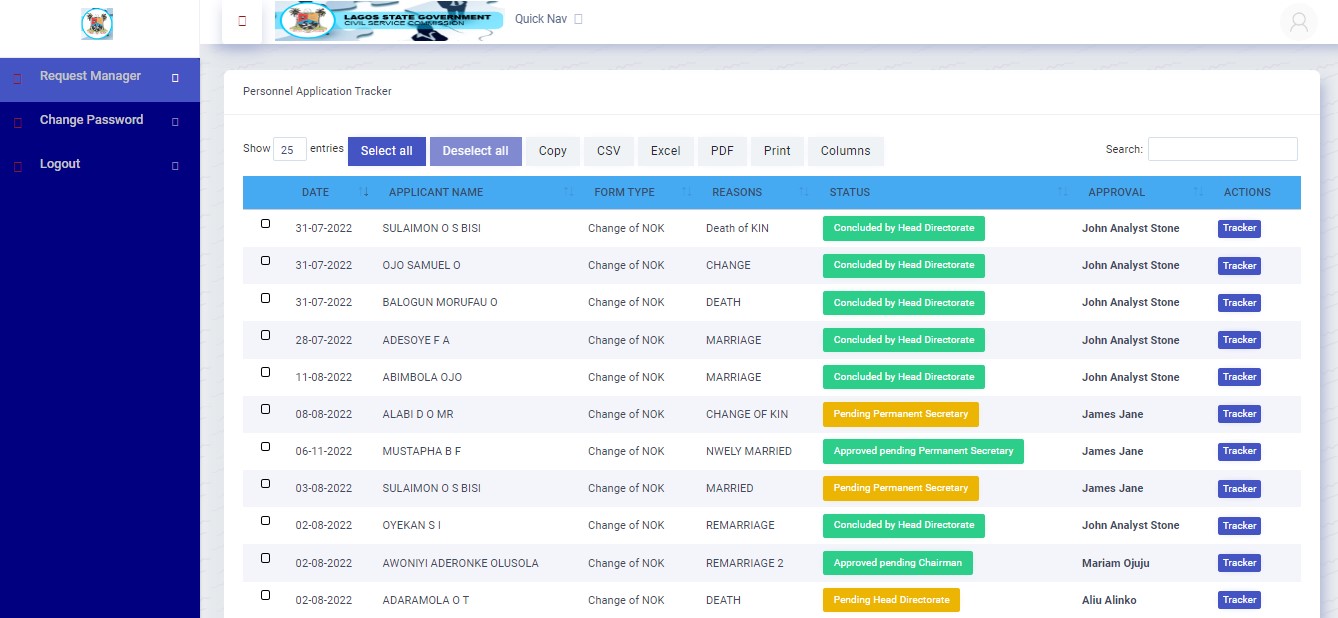 LAGOS STATE GOVERNMENT
CIVIL SERVICE COMMISSION
Quick Nav
Request Manager
Change Password
Logout
Personnel Application Tracker
Show 25 entries Select all Deselect all Copy CSV Excel PDF Print Columns Search:
DATE APPLICANT NAME FORM TYPE REASONS STATUS APPROVAL ACTIONS
31-07-2022 SULAIMON O S BISI Change of NOK Death of KIN Concluded by Head Directorate John Analyst Stone Tracker
31-07-2022 OJO SAMUEL O Change of NOK CHANGE Concluded by Head Directorate John Analyst Stone Tracker
31-07-2022 BALOGUN MORUFAU O Change of NOK DEATH Concluded by Head Directorate John Analyst Stone Tracker
28-07-2022 ADESOYE F A Change of NOK MARRIAGE Concluded by Head Directorate John Analyst Stone Tracker
11-08-2022 ABIMBOLA OJO Change of NOK MARRIAGE Concluded by Head Directorate John Analyst Stone Tracker
08-08-2022 ALABI D O MR Change of NOK CHANGE OF KIN Pending Permanent Secretary James Jane Tracker
06-11-2022 MUSTAPHA B F Change of NOK NWELY MARRIED Approved pending Permanent Secretary James Jane Tracker
03-08-2022 SULAIMON O S BISI Change of NOK MARRIED Pending Permanent Secretary James Jane Tracker
02-08-2022 OYEKAN S I Change of NOK REMARRIAGE Concluded by Head Directorate John Analyst Stone Tracker
02-08-2022 AWONIYI ADERONKE OLUSOLA Change of NOK REMARRIAGE 2 Approved pending Chairman Mariam Ojuju Tracker
02-08-2022 ADARAMOLA O T Change of NOK DEATH Pending Head Directorate Aliu Alinko Tracker